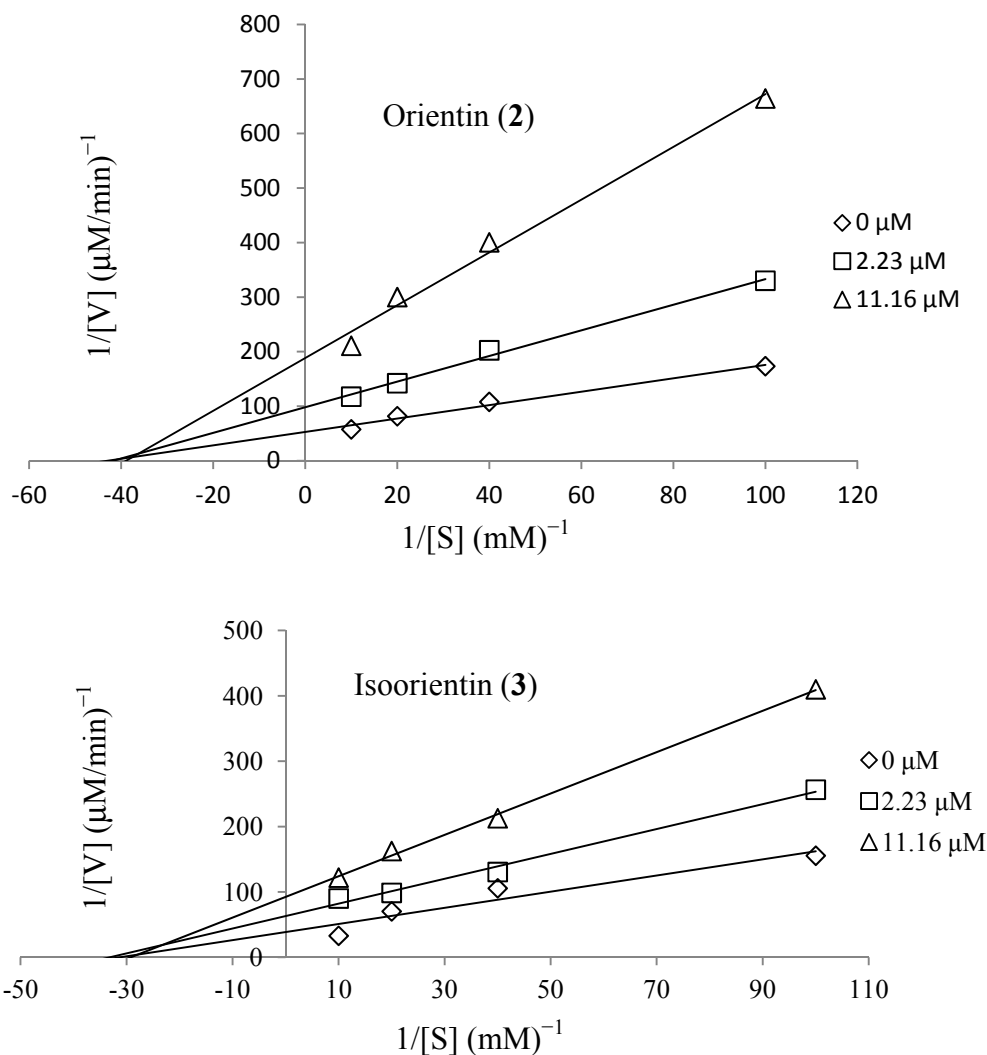 800
700
600
500
400
300
200
100
0
-60 -40 -20 0 20 40 60 80 100 120
1/[V] (µM/min)⁻¹
1/[S] (mM)⁻¹
Orientin (2)
0 µM
2.23 µM
11.16 µM
500
400
300
200
100
0
-50 -30 -10 10 30 50 70 90 110
1/[V] (µM/min)⁻¹
1/[S] (mM)⁻¹
Isoorientin (3)
0 µM
2.23 µM
11.16 µM